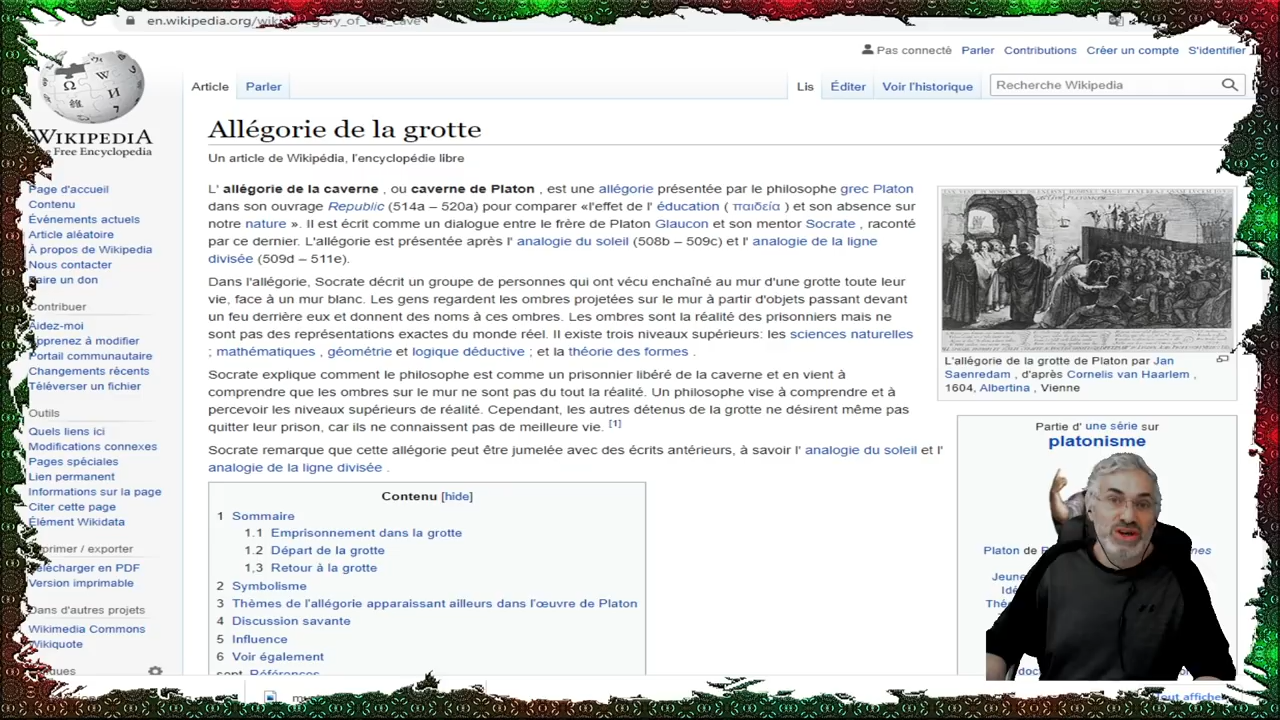 en.wikipedia.org/wiki
Pas connecté Parler Contributions Créer un compte S'identifier
Article Parler Lis Éditer Voir l'historique Recherche Wikipedia
WIKIPEDIA
Free Encyclopedia
Allégorie de la grotte
Un article de Wikipédia, l'encyclopédie libre
L' allégorie de la caverne , ou caverne de Platon , est une allégorie présentée par le philosophe grec Platon
dans son ouvrage Republic (514a – 520a) pour comparer «l'effet de l' éducation ( παιδεία ) et son absence sur
notre nature ». Il est écrit comme un dialogue entre le frère de Platon Glaucon et son mentor Socrate , raconté
par ce dernier. L'allégorie est présentée après l' analogie du soleil (508b – 509c) et l' analogie de la ligne
divisée (509d – 511e).
Dans l'allégorie, Socrate décrit un groupe de personnes qui ont vécu enchaîné au mur d'une grotte toute leur
vie, face à un mur blanc. Les gens regardent les ombres projetées sur le mur à partir d'objets passant devant
un feu derrière eux et donnent des noms à ces ombres. Les ombres sont la réalité des prisonniers mais ne
sont pas des représentations exactes du monde réel. Il existe trois niveaux supérieurs: les sciences naturelles
; mathématiques , géométrie et logique déductive ; et la théorie des formes .
Socrate explique comment le philosophe est comme un prisonnier libéré de la caverne et en vient à
comprendre que les ombres sur le mur ne sont pas du tout la réalité. Un philosophe vise à comprendre et à
percevoir les niveaux supérieurs de réalité. Cependant, les autres détenus de la grotte ne désirent même pas
quitter leur prison, car ils ne connaissent pas de meilleure vie. [1]
Socrate remarque que cette allégorie peut être jumelée avec des écrits antérieurs, à savoir l' analogie du soleil et l'
analogie de la ligne divisée .
Contenu [hide]
1 Sommaire
1.1 Emprisonnement dans la grotte
1.2 Départ de la grotte
1,3 Retour à la grotte
2 Symbolisme
3 Thèmes de l'allégorie apparaissant ailleurs dans l'œuvre de Platon
4 Discussion savante
5 Influence
6 Voir également
sept Références
Page d'accueil
Contenu
Événements actuels
Article aléatoire
À propos de Wikipédia
Nous contacter
Faire un don
Contribuer
Aidez-moi
Apprenez à modifier
Portail communautaire
Changements récents
Téléverser un fichier
Outils
Quels liens ici
Modifications connexes
Pages spéciales
Lien permanent
Informations sur la page
Citer cette page
Élément Wikidata
Imprimer / exporter
Télécharger en PDF
Version imprimable
Dans d'autres projets
Wikimedia Commons
Wikiquote
L'allégorie de la grotte de Platon par Jan
Saenredam , d'après Cornelis van Haarlem ,
1604, Albertina , Vienne
Partie d' une série sur
platonisme
Platon de
Jeune